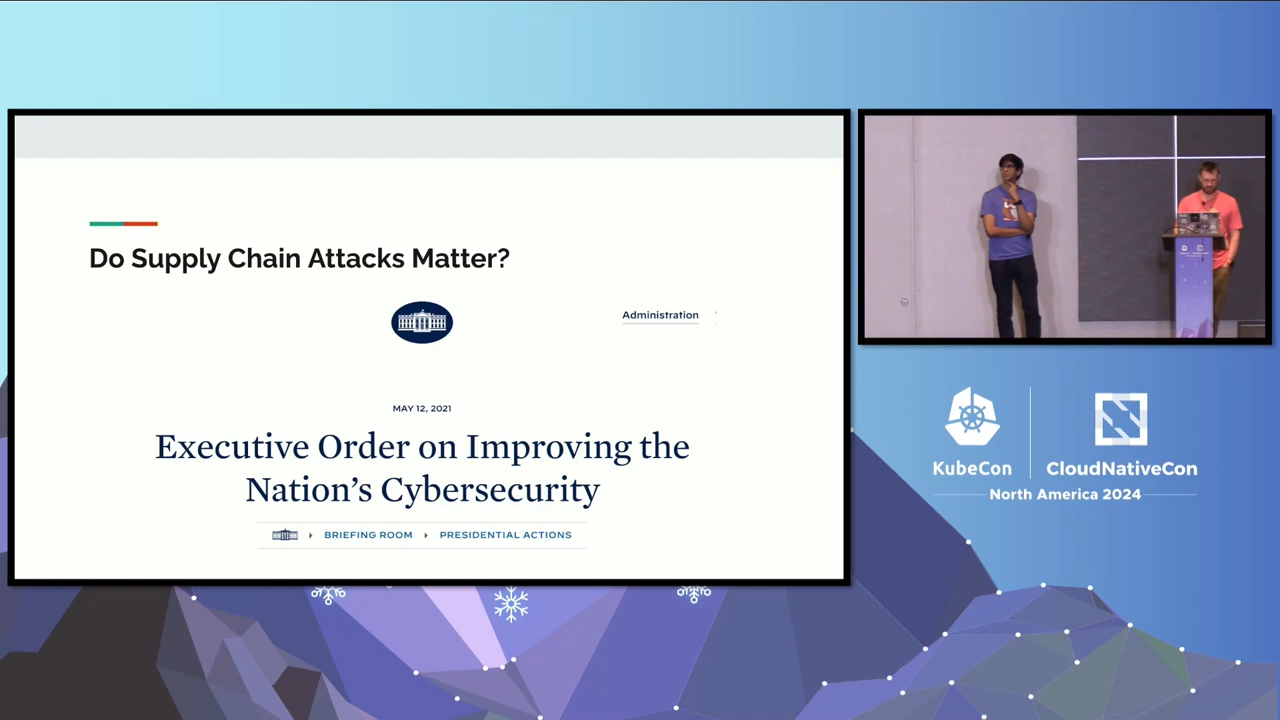 Do Supply Chain Attacks Matter?
Administration
MAY 12, 2021
Executive Order on Improving the
Nation’s Cybersecurity
BRIEFING ROOM
PRESIDENTIAL ACTIONS
KubeCon
CloudNativeCon
North America 2024